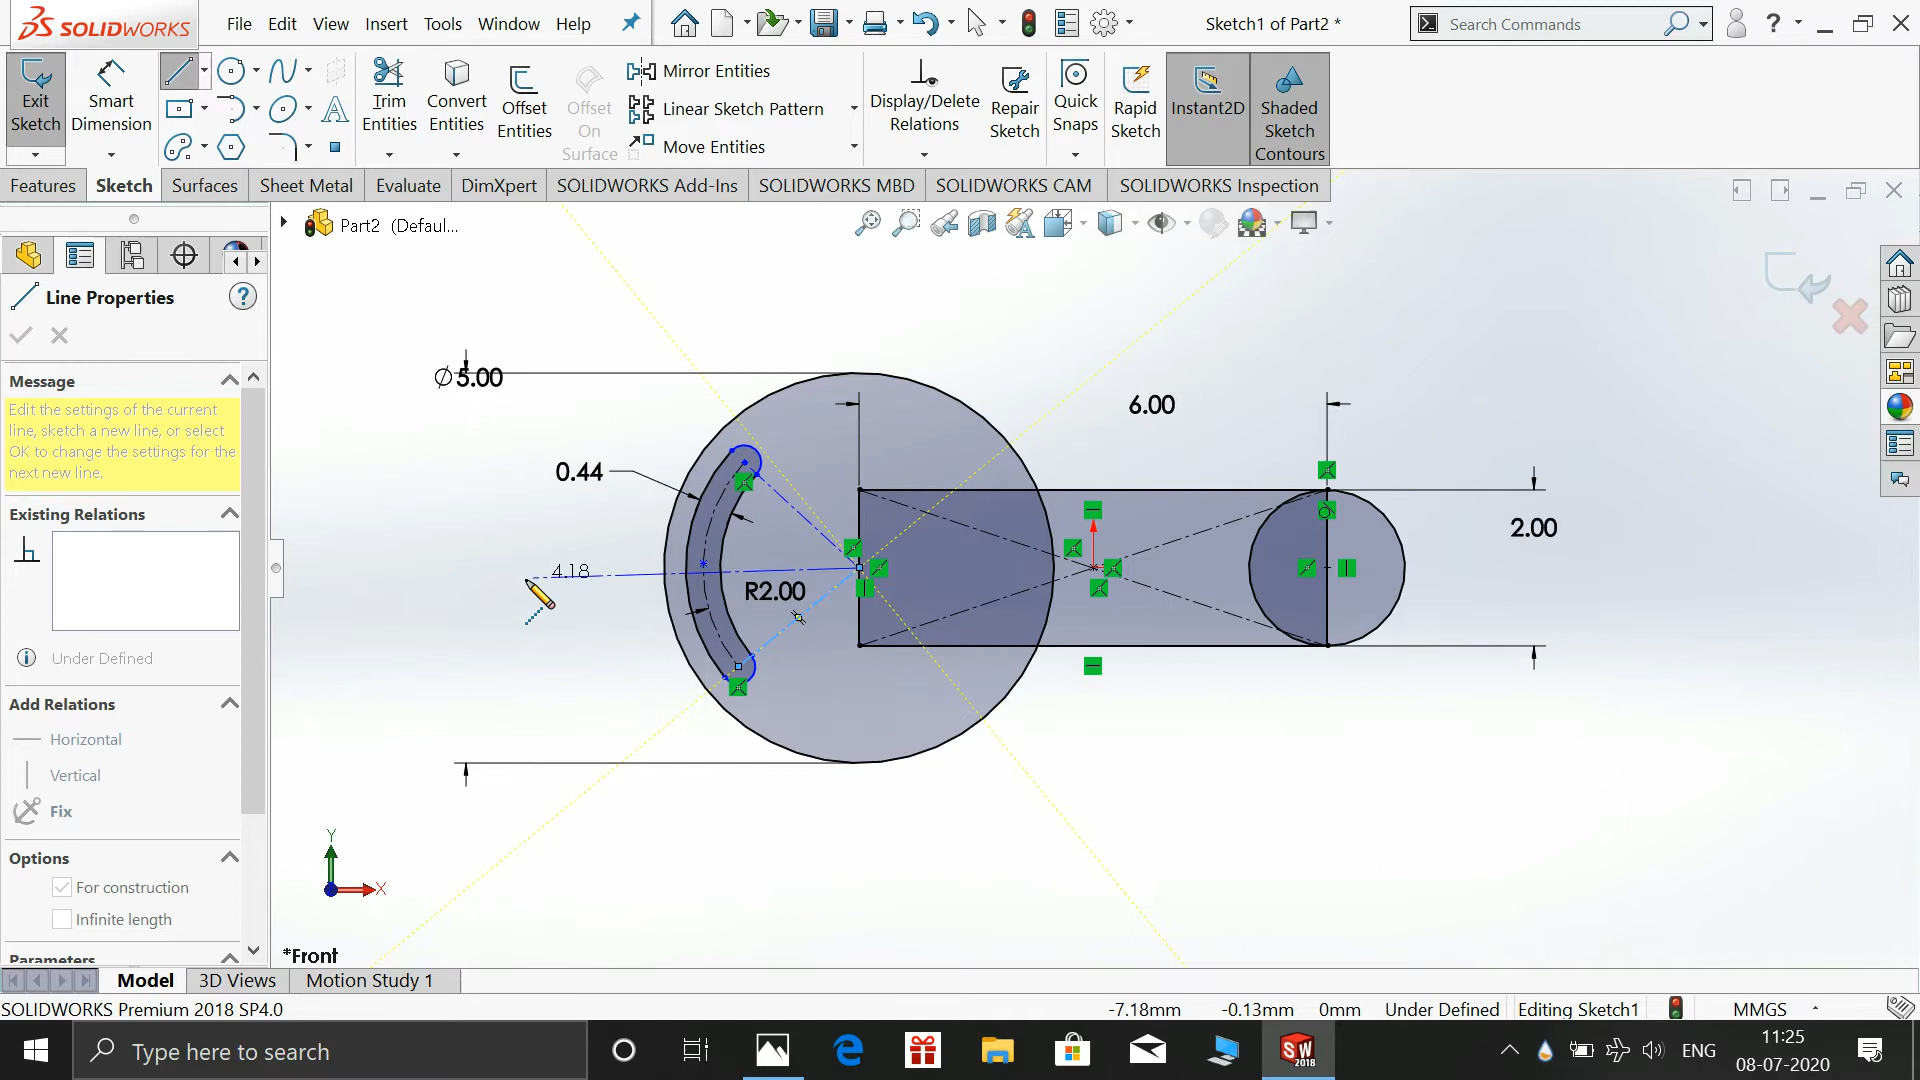 SOLIDWORKS
File Edit View Insert Tools Window Help
Sketch1 of Part2 *
Search Commands
?
Exit Sketch
Smart Dimension
Trim Entities
Convert Entities
Offset Entities
Offset On Surface
Mirror Entities
Linear Sketch Pattern
Move Entities
Display/Delete Relations
Repair Sketch
Quick Snaps
Rapid Sketch
Instant2D
Shaded Sketch Contours
Features Sketch Surfaces Sheet Metal Evaluate DimXpert SOLIDWORKS Add-Ins SOLIDWORKS MBD SOLIDWORKS CAM SOLIDWORKS Inspection
Part2 (Defaul...
Line Properties
?
Message
Edit the settings of the current
line, sketch a new line, or select
OK to change the settings for the
next new line.
Existing Relations
Under Defined
Add Relations
Horizontal
Vertical
Fix
Options
For construction
Infinite length
Parameters
∅5.00
6.00
0.44
2.00
4.18
R2.00
Y
X
*Front
Model 3D Views Motion Study 1
SOLIDWORKS Premium 2018 SP4.0
-7.18mm -0.13mm 0mm Under Defined Editing Sketch1 MMGS
Type here to search
SW
2018
ENG
11:25
08-07-2020